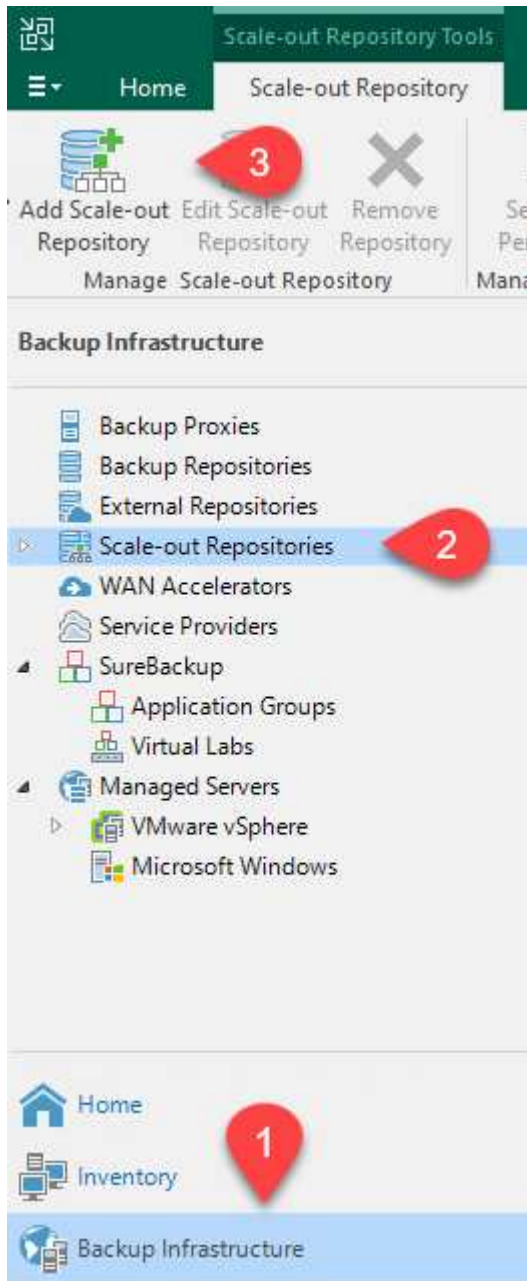 Scale-out Repository Tools
Home Scale-out Repository
3
Add Scale-out Edit Scale-out Remove
Repository Repository Repository
Manage Scale-out Repository
Backup Infrastructure
Backup Proxies
Backup Repositories
External Repositories
Scale-out Repositories
2
WAN Accelerators
Service Providers
SureBackup
Application Groups
Virtual Labs
Managed Servers
VMware vSphere
Microsoft Windows
Home
1
Inventory
Backup Infrastructure